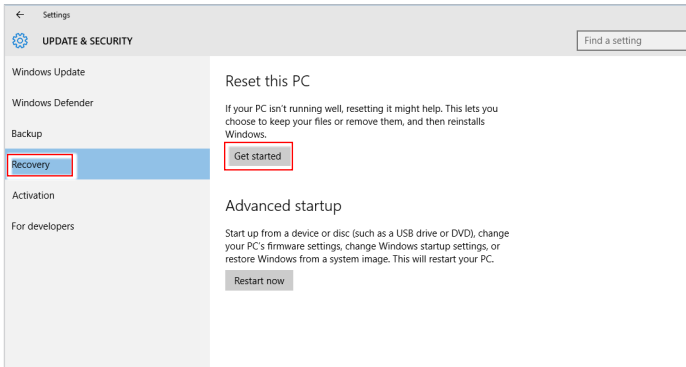 Settings
UPDATE & SECURITY
Find a setting
Windows Update
Windows Defender
Backup
Recovery
Activation
For developers
Reset this PC
If your PC isn't running well, resetting it might help. This lets you
choose to keep your files or remove them, and then reinstalls
Windows.
Get started
Advanced startup
Start up from a device or disc (such as a USB drive or DVD), change
your PC's firmware settings, change Windows startup settings, or
restore Windows from a system image. This will restart your PC.
Restart now